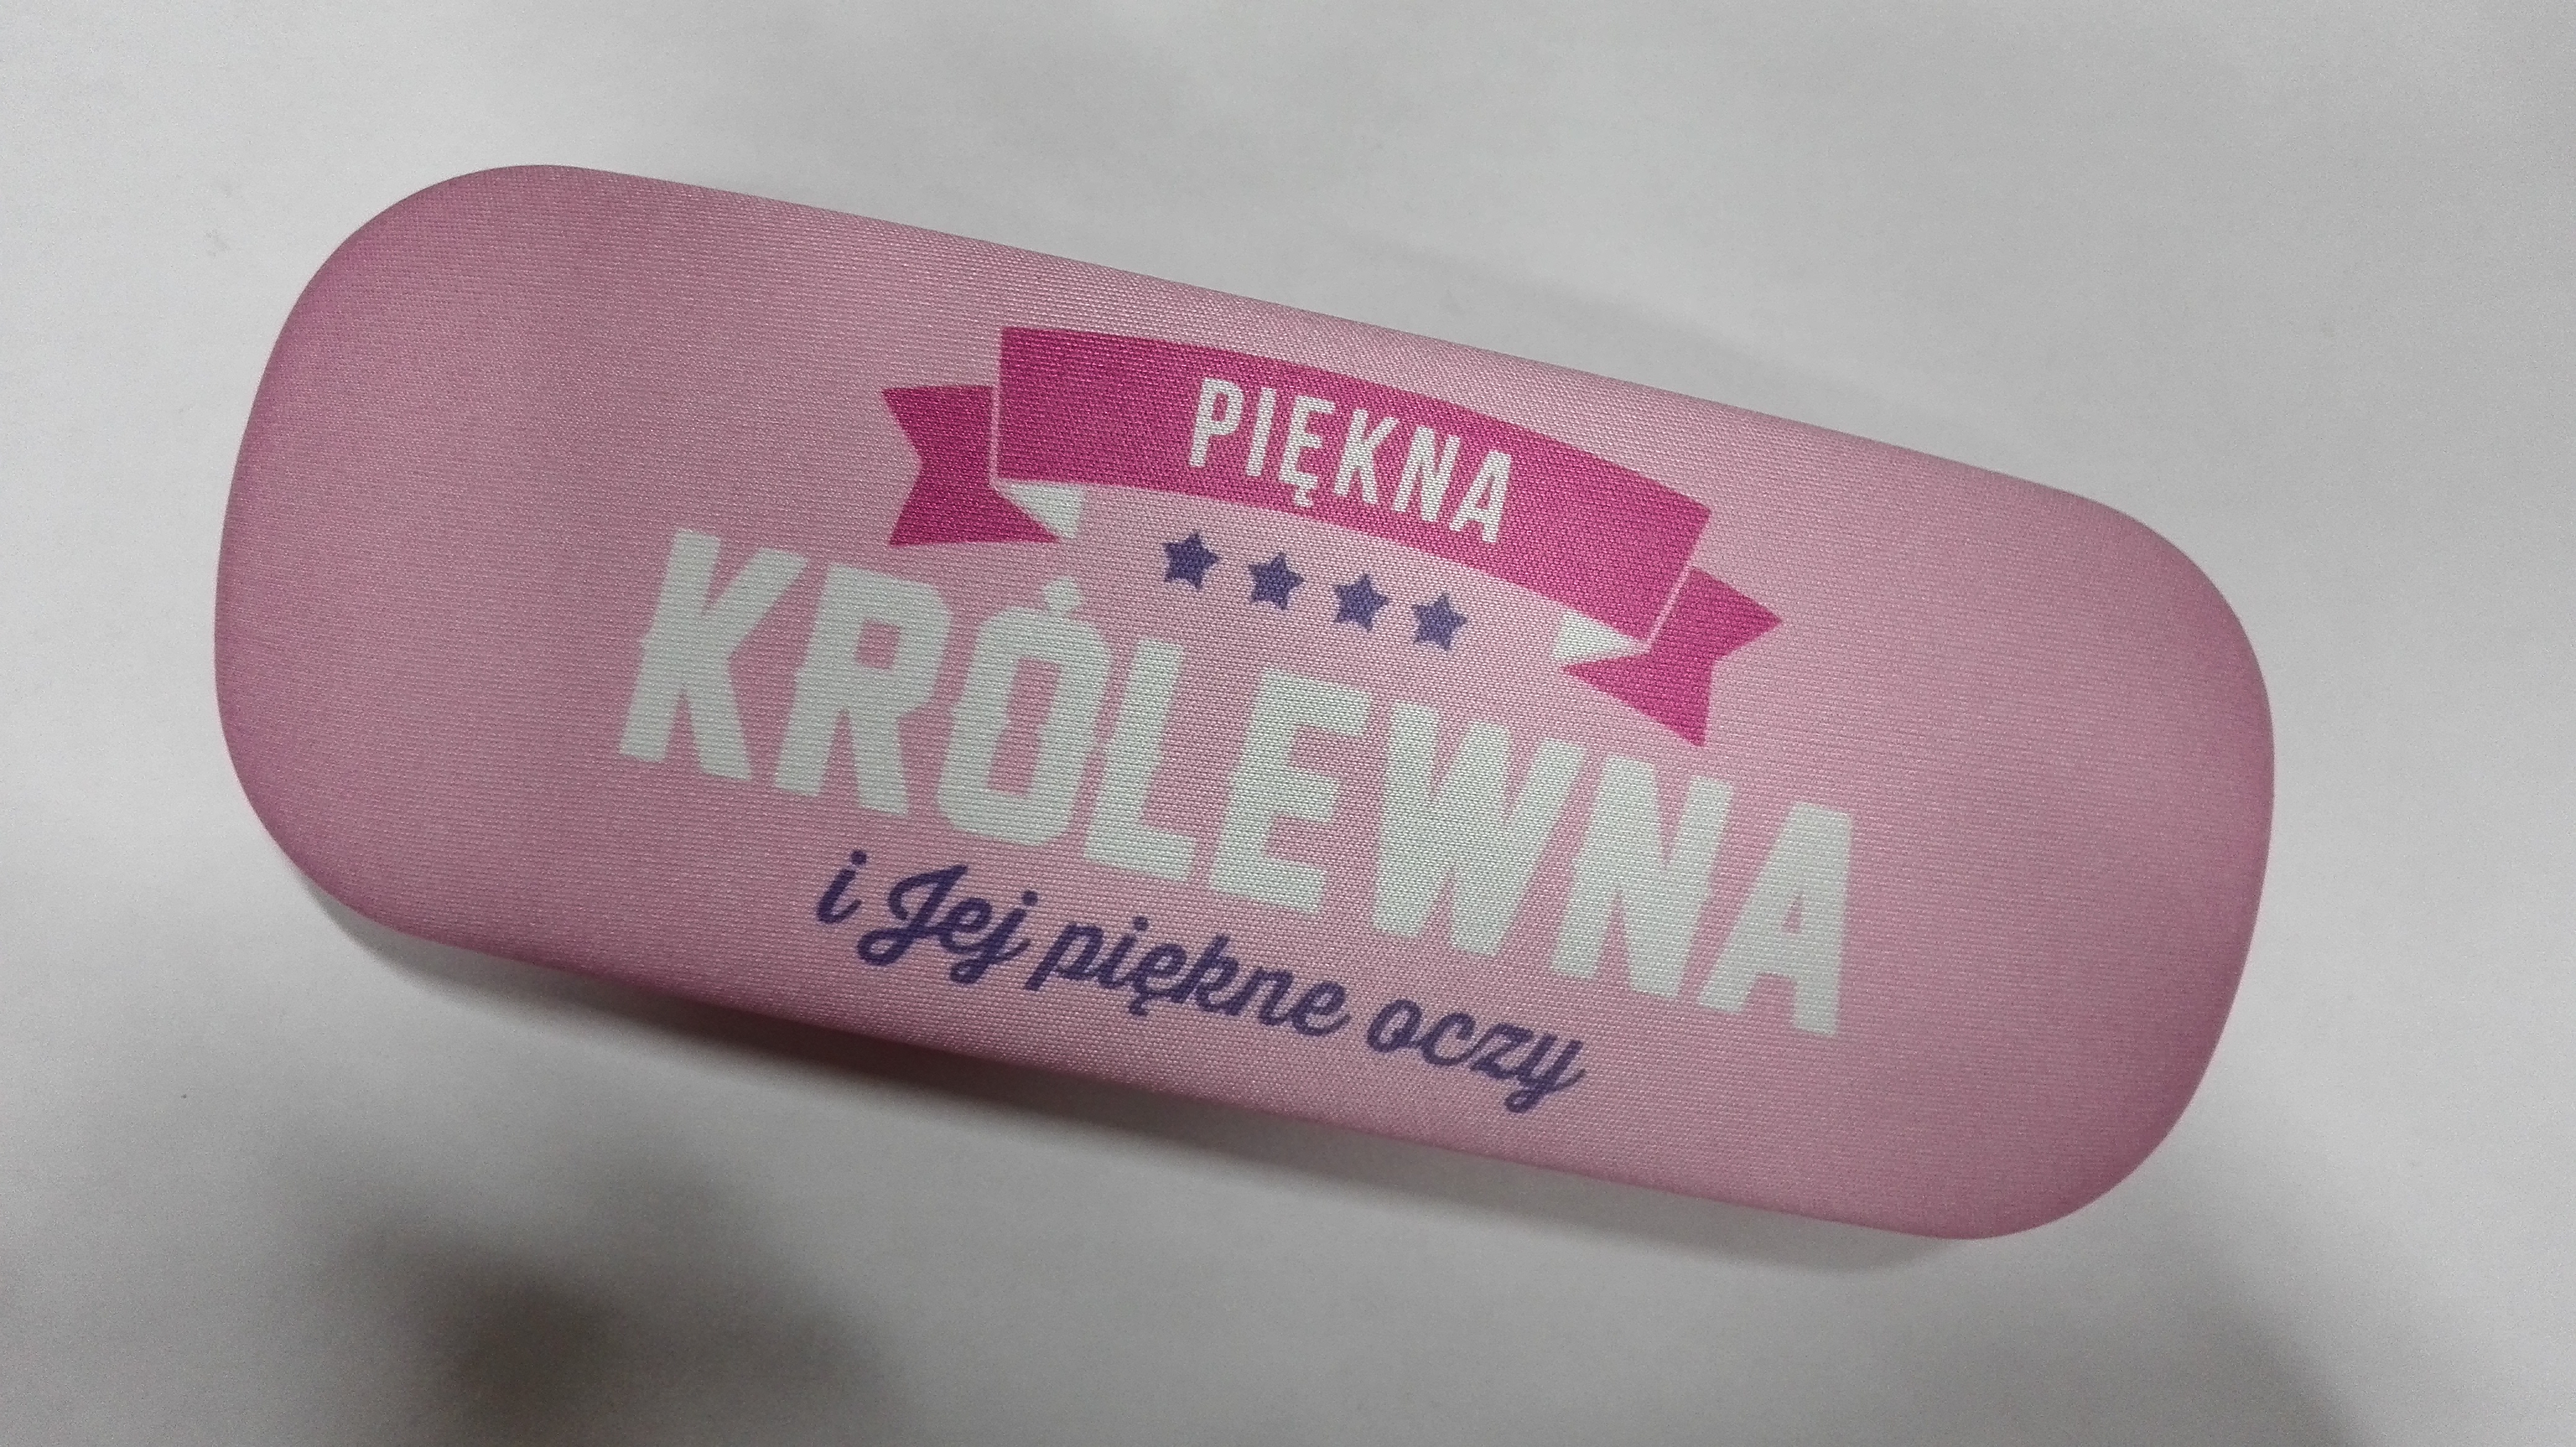 PIĘKNA
KRÓLEWNA
i Jej piękne oczy